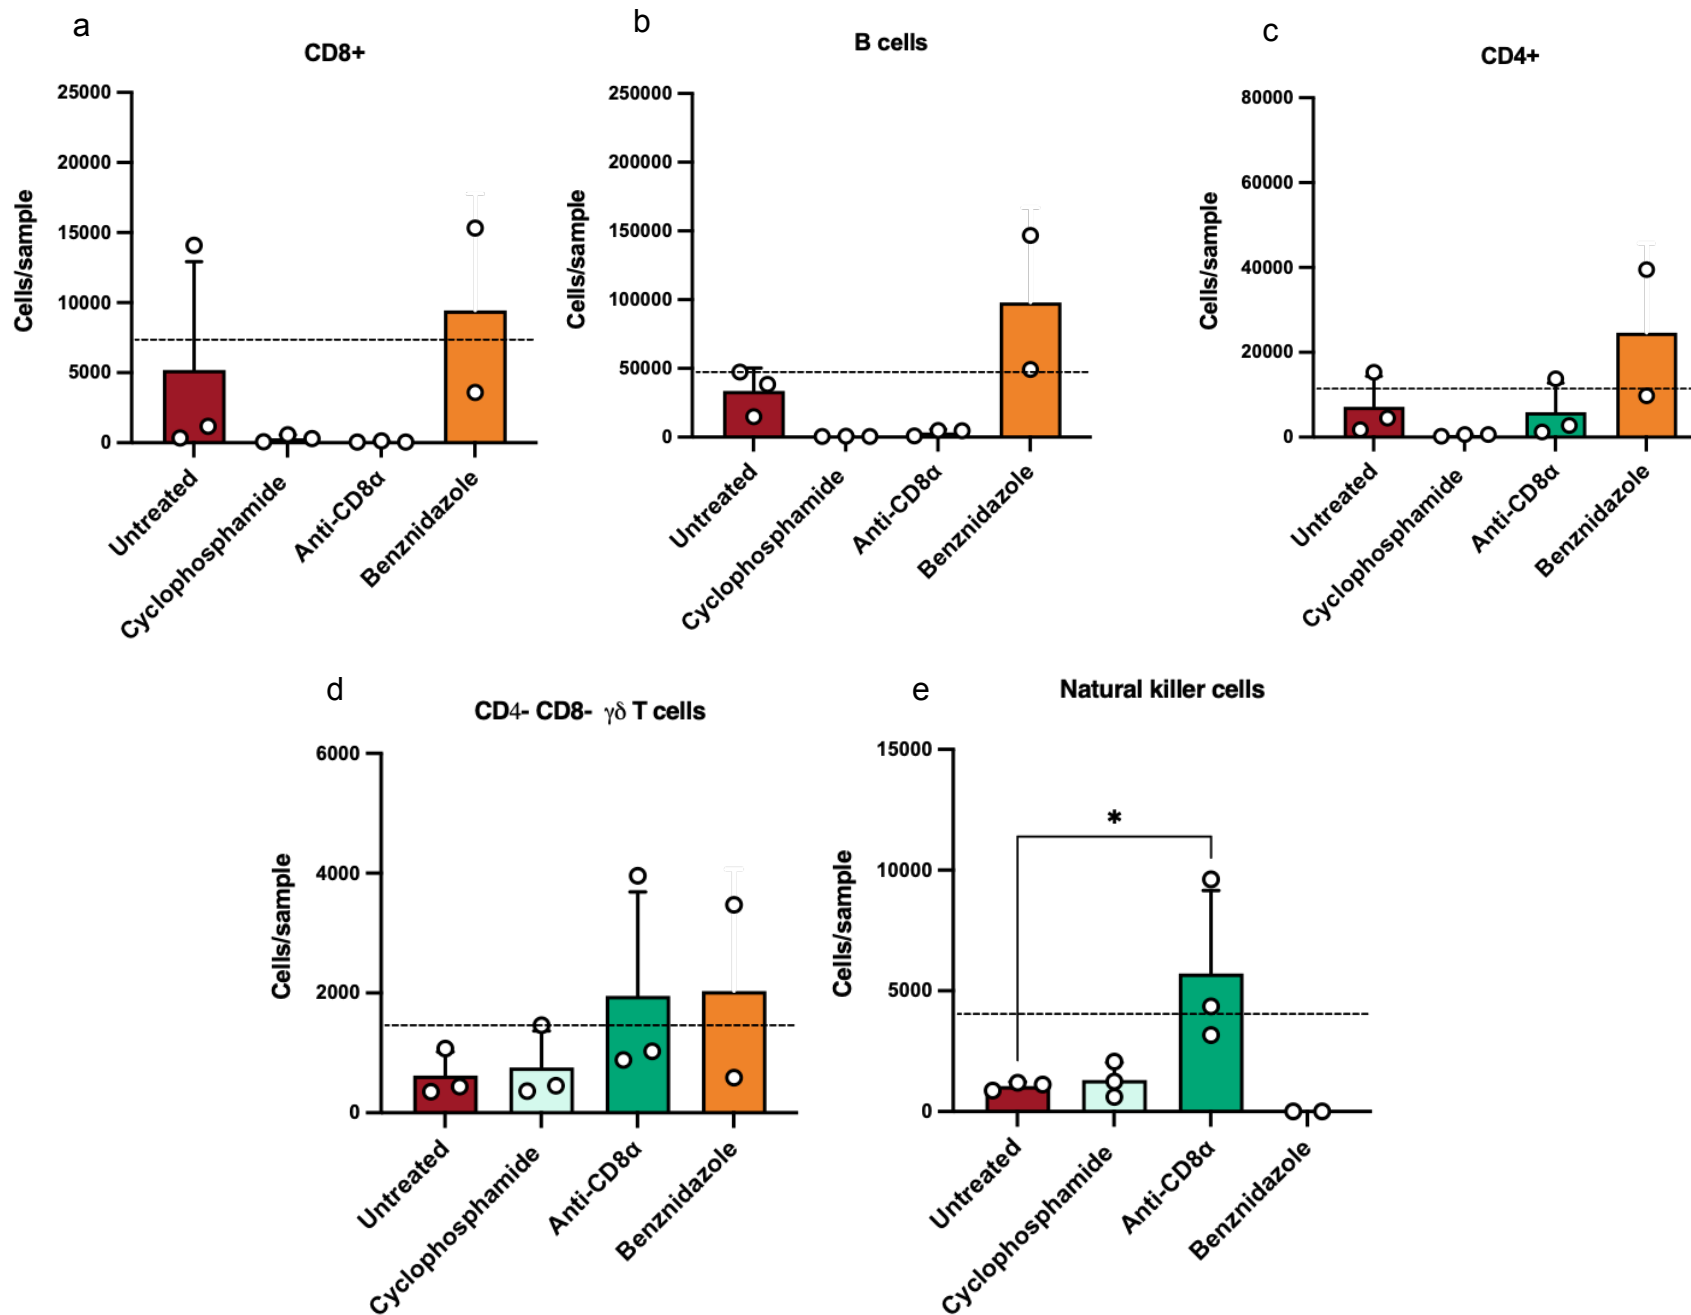 a
CD8+
25000
20000
15000
10000
5000
0
Cells/sample
Untreated
Cyclophosphamide
Anti-CD8α
Benznidazole
b
B cells
250000
200000
150000
100000
50000
0
Cells/sample
Untreated
Cyclophosphamide
Anti-CD8α
Benznidazole
c
CD4+
80000
60000
40000
20000
0
Cells/sample
Untreated
Cyclophosphamide
Anti-CD8α
Benznidazole
d
CD4- CD8- γδ T cells
6000
4000
2000
0
Cells/sample
Untreated
Cyclophosphamide
Anti-CD8α
Benznidazole
e
Natural killer cells
15000
10000
5000
0
Cells/sample
*
Untreated
Cyclophosphamide
Anti-CD8α
Benznidazole